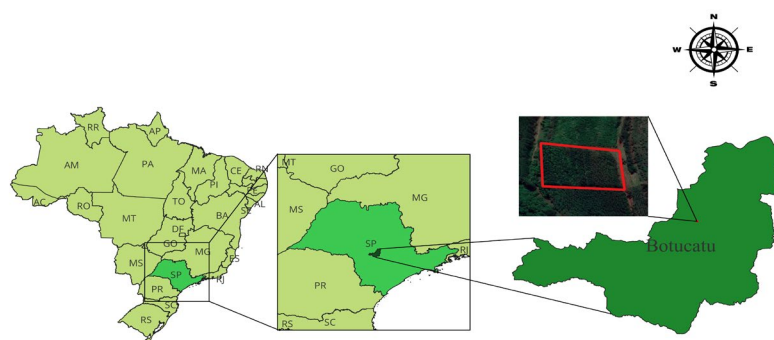 N
W E
S
RR
AP
AM
PA
MA
CE
RN
PI
PE
AL
SE
AC
RO
TO
BA
MT
DF
GO
MG
ES
MS
SP
RJ
PR
SC
RS
MT
GO
MG
MS
SP
RJ
PR
SC
RS
Botucatu